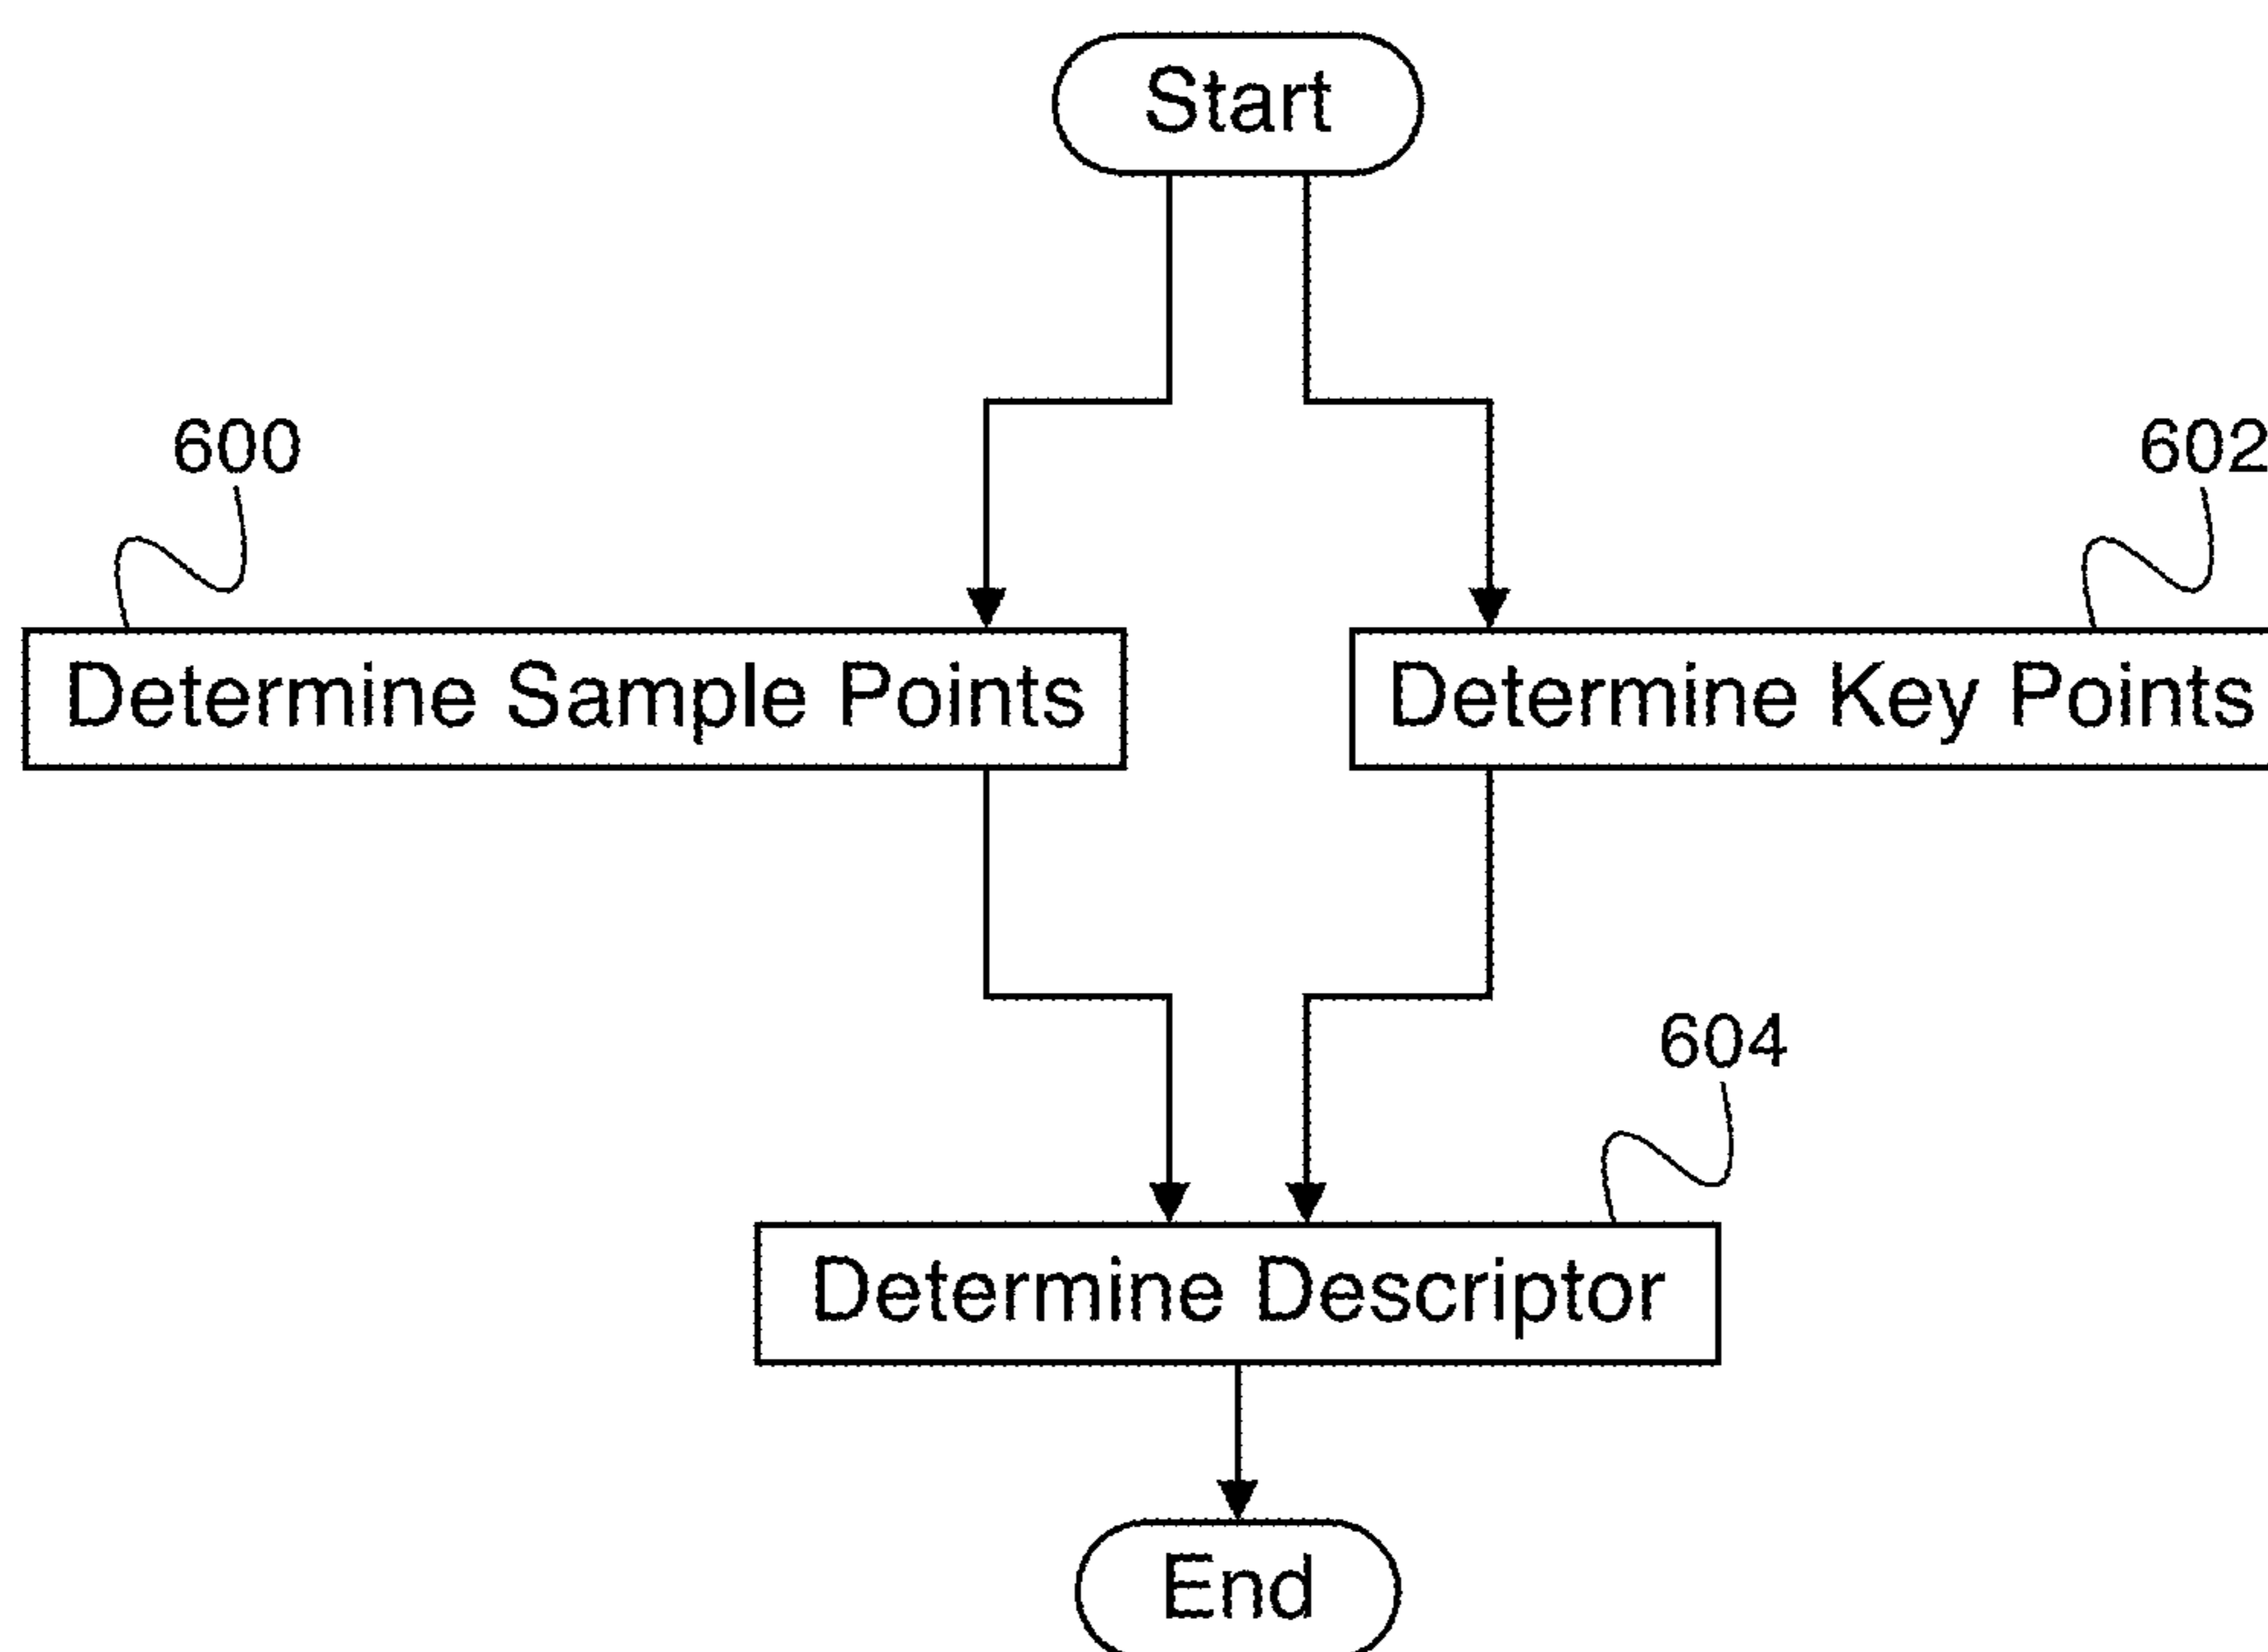 Start
600
602
Determine Sample Points
Determine Key Points
604
Determine Descriptor
End